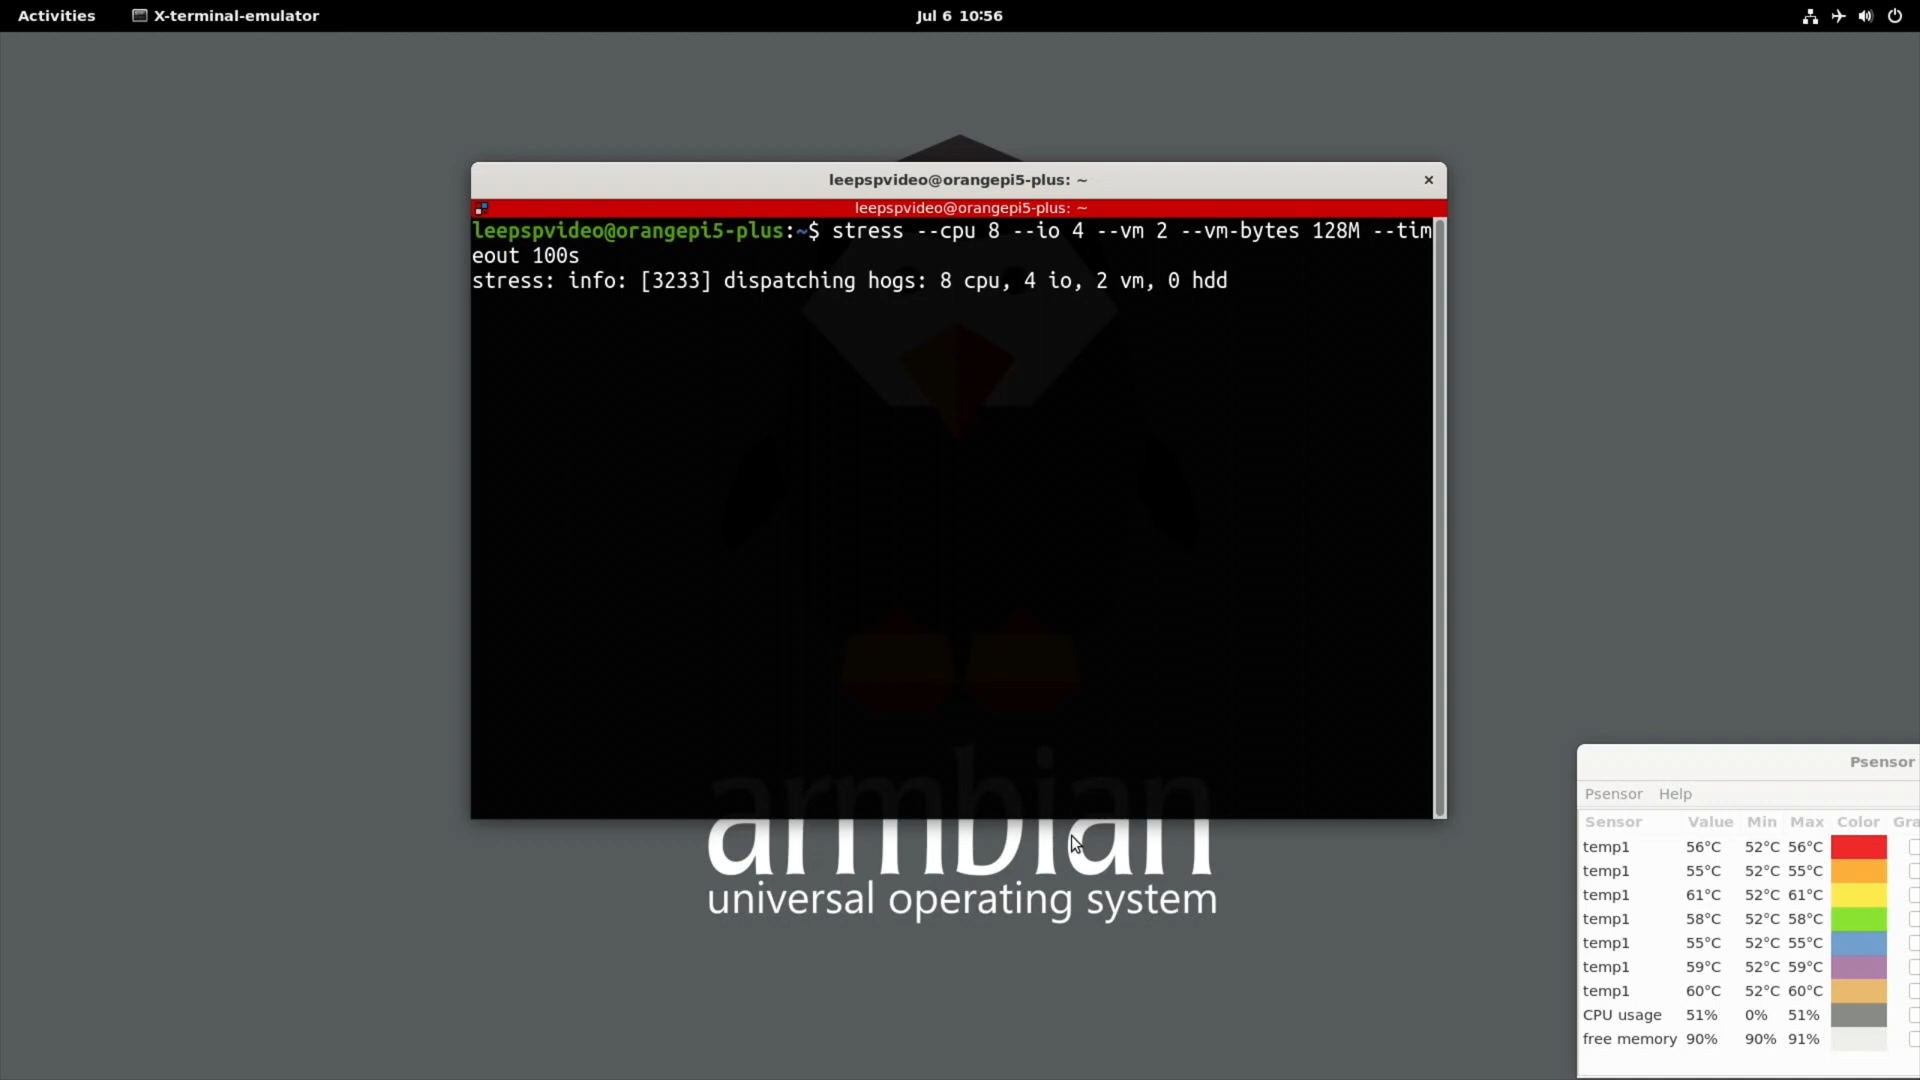 Activities
X-terminal-emulator
Jul 6 10:56
leepspvideo@orangepi5-plus: ~
×
leepspvideo@orangepi5-plus: ~
leepspvideo@orangepi5-plus:~$ stress --cpu 8 --io 4 --vm 2 --vm-bytes 128M --tim
eout 100s
stress: info: [3233] dispatching hogs: 8 cpu, 4 io, 2 vm, 0 hdd
armbian
universal operating system
Psensor
Psensor Help
Sensor Value Min Max Color Gra
temp1 56°C 52°C 56°C
temp1 55°C 52°C 55°C
temp1 61°C 52°C 61°C
temp1 58°C 52°C 58°C
temp1 55°C 52°C 55°C
temp1 59°C 52°C 59°C
temp1 60°C 52°C 60°C
CPU usage 51% 0% 51%
free memory 90% 90% 91%